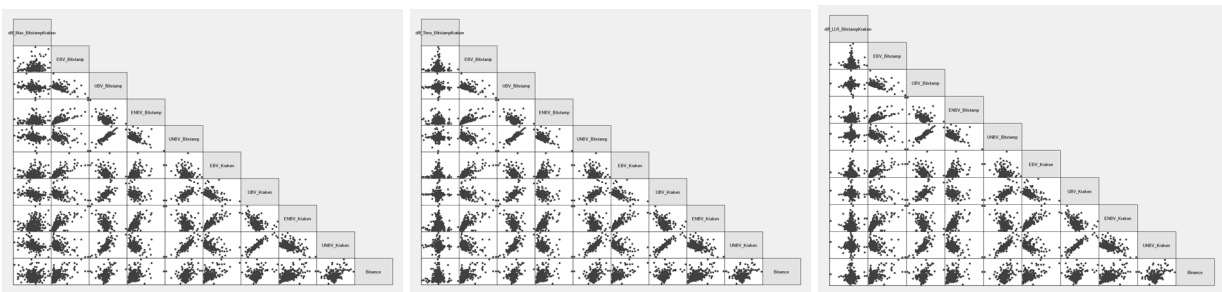 diff_Max_BitstampKraken
EBV_Bitstamp
UBV_Bitstamp
ENBV_Bitstamp
UNBV_Bitstamp
EBV_Kraken
UBV_Kraken
ENBV_Kraken
UNBV_Kraken
Binance
diff_Time_BitstampKraken
EBV_Bitstamp
UBV_Bitstamp
ENBV_Bitstamp
UNBV_Bitstamp
EBV_Kraken
UBV_Kraken
ENBV_Kraken
UNBV_Kraken
Binance
diff_LLR_BitstampKraken
EBV_Bitstamp
UBV_Bitstamp
ENBV_Bitstamp
UNBV_Bitstamp
EBV_Kraken
UBV_Kraken
ENBV_Kraken
UNBV_Kraken
Binance